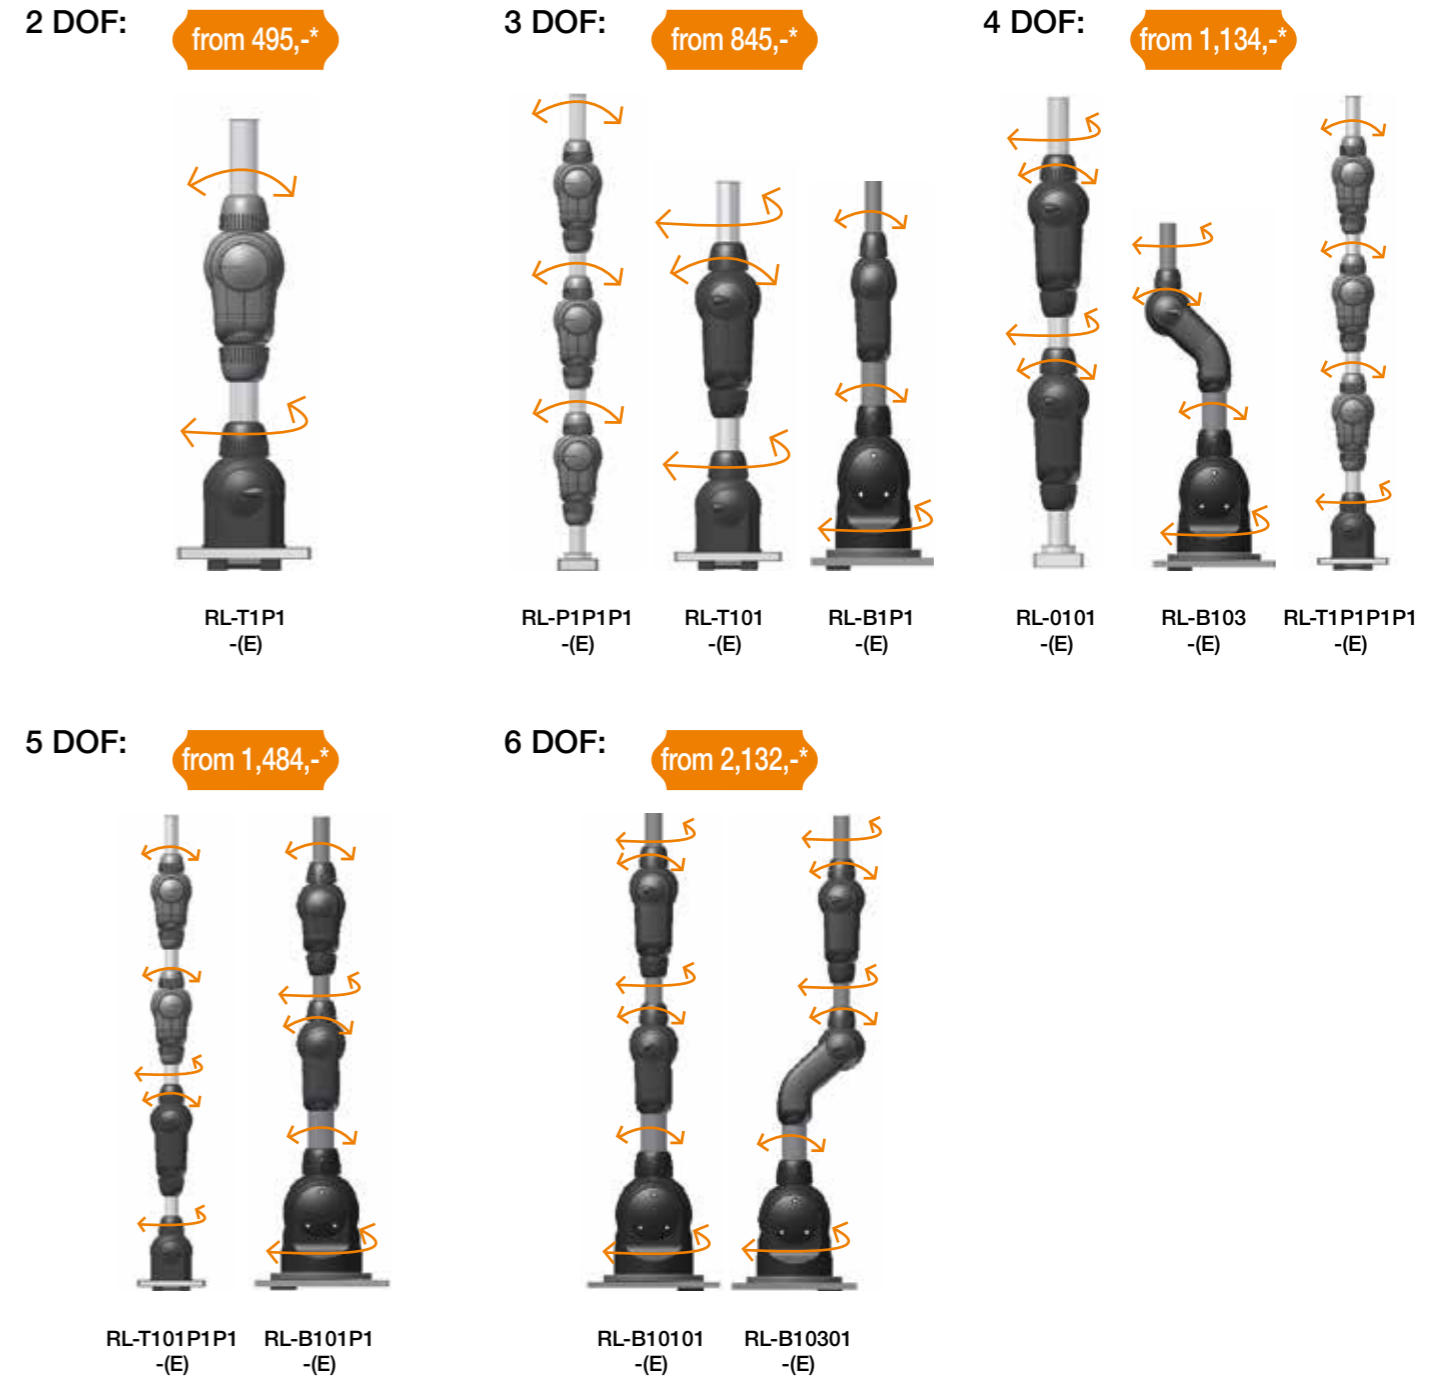 2 DOF:
from 495,-*
3 DOF:
from 845,-*
4 DOF:
from 1,134,-*
RL-T1P1
-(E)
RL-P1P1P1
-(E)
RL-T101
-(E)
RL-B1P1
-(E)
RL-0101
-(E)
RL-B103
-(E)
RL-T1P1P1P1
-(E)
5 DOF:
from 1,484,-*
6 DOF:
from 2,132,-*
RL-T101P1P1
-(E)
RL-B101P1
-(E)
RL-B10101
-(E)
RL-B10301
-(E)